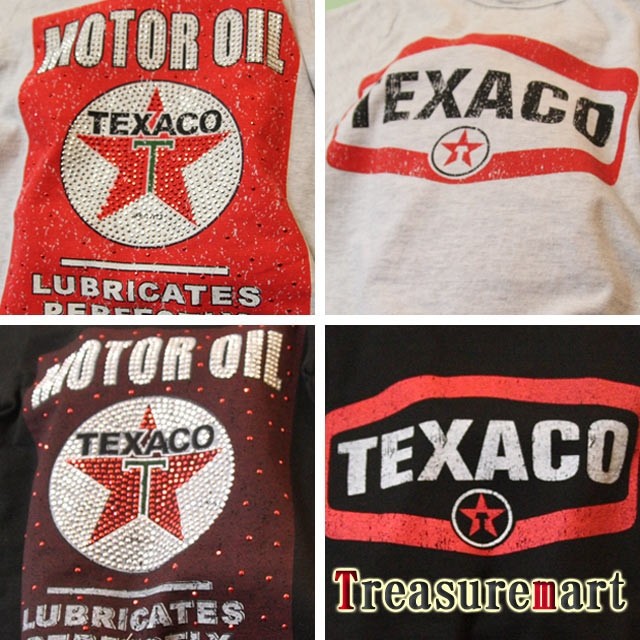 MOTOR OIL
TEXACO
T
LUBRICATES
TEXACO
T
MOTOR OIL
TEXACO
T
LUBRICATES
TEXACO
T
Treasuremart